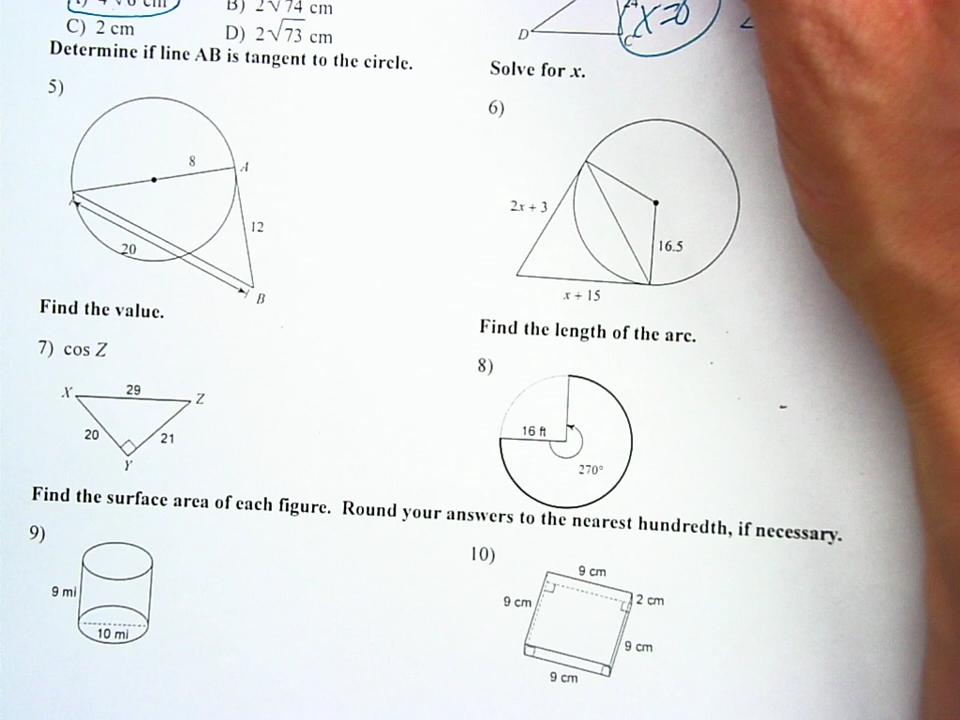 B) 2√74 cm
C) 2 cm
D) 2√73 cm
Determine if line AB is tangent to the circle.
5)
8
A
12
20
B
D
C
x=6
Solve for x.
6)
2x + 3
16.5
x + 15
Find the value.
7) cos Z
X
29
Z
20
21
Y
Find the length of the arc.
8)
16 ft
270°
Find the surface area of each figure. Round your answers to the nearest hundredth, if necessary.
9)
9 mi
10 mi
10)
9 cm
9 cm
2 cm
9 cm
9 cm